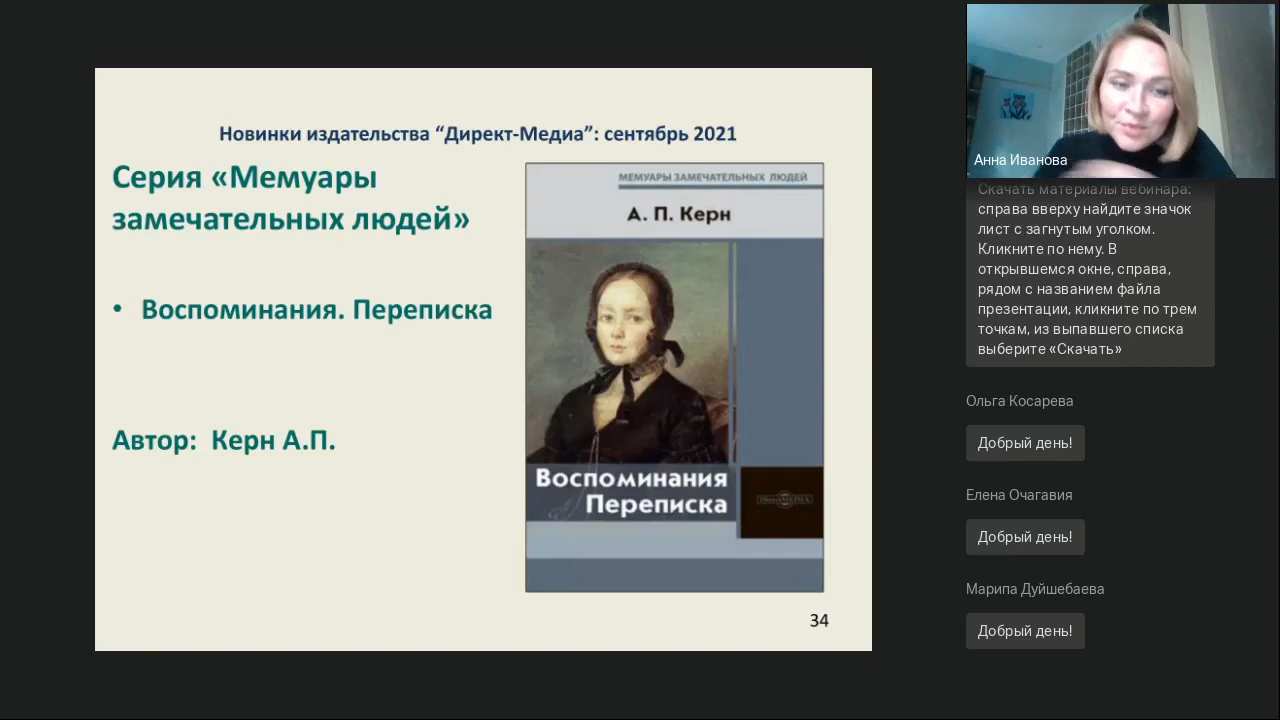 Новинки издательства “Директ-Медиа”: сентябрь 2021
Серия «Мемуары
замечательных людей»
• Воспоминания. Переписка
Автор: Керн А.П.
МЕМУАРЫ ЗАМЕЧАТЕЛЬНЫХ ЛЮДЕЙ
А. П. Керн
Воспоминания
Переписка
DirectMEDIA
34
Анна Иванова
Скачать материалы вебинара:
справа вверху найдите значок
лист с загнутым уголком.
Кликните по нему. В
открывшемся окне, справа,
рядом с названием файла
презентации, кликните по трем
точкам, из выпавшего списка
выберите «Скачать»
Ольга Косарева
Добрый день!
Елена Очагавия
Добрый день!
Марипа Дуйшебаева
Добрый день!